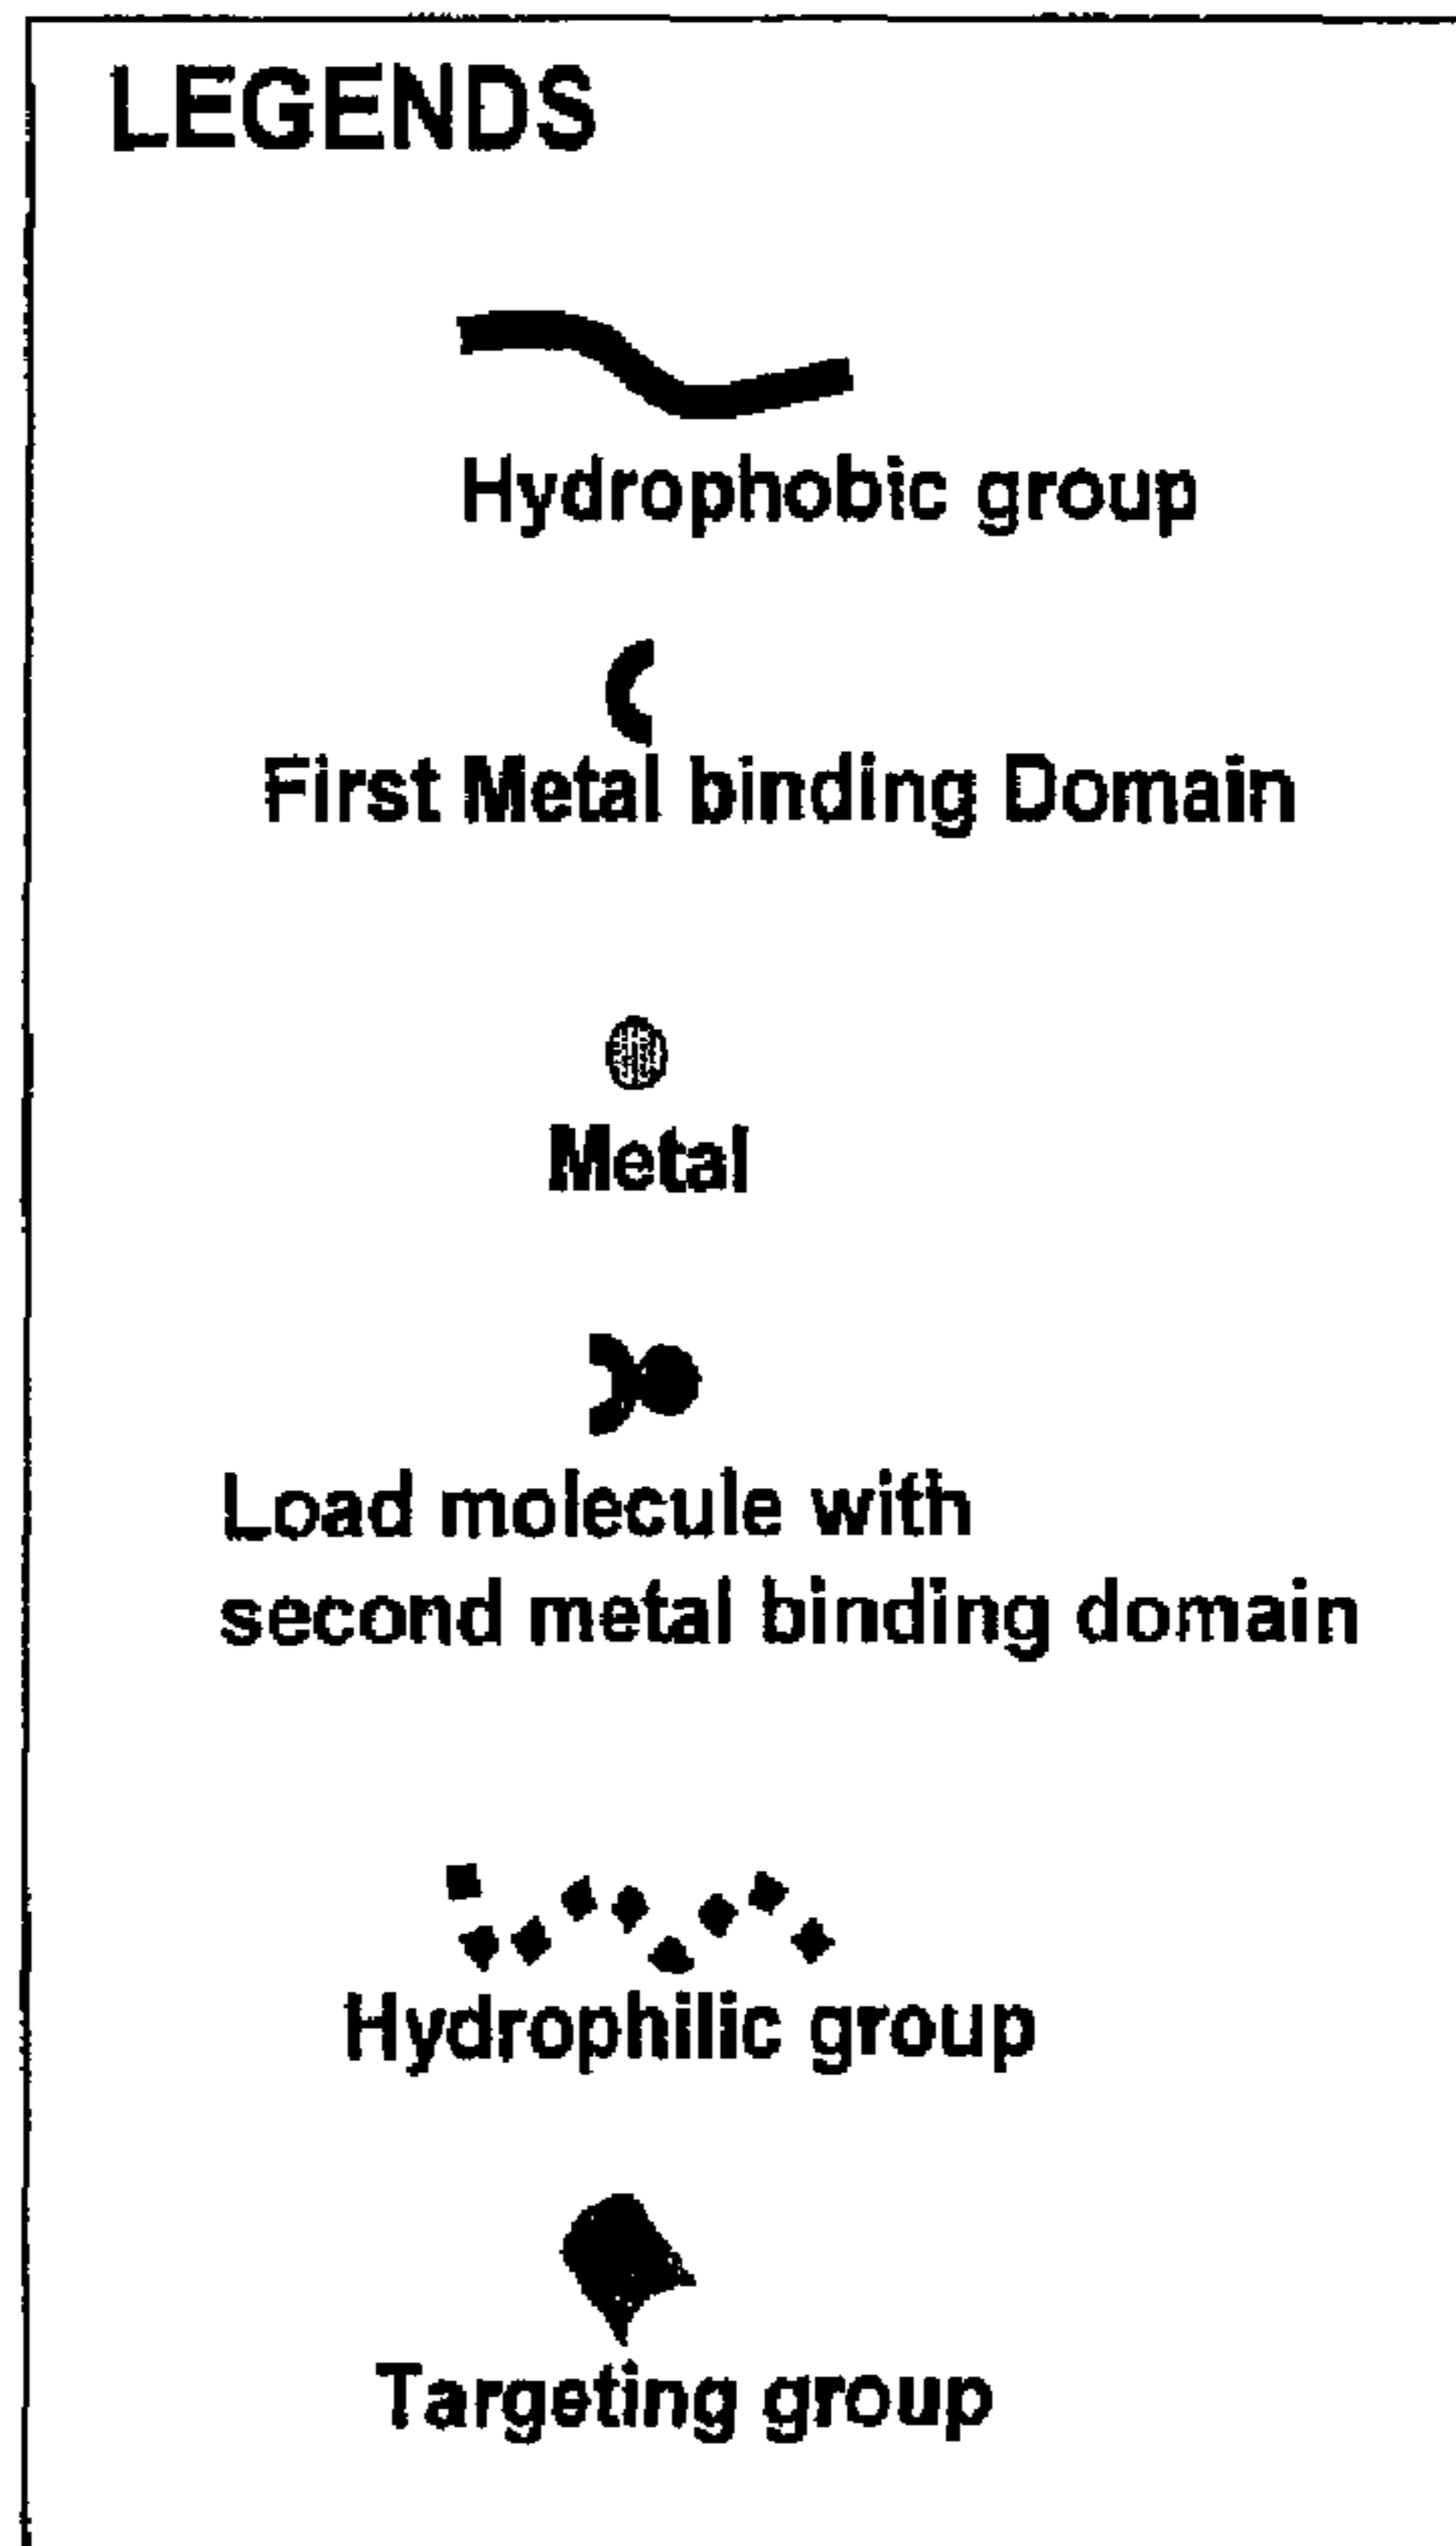 LEGENDS
Hydrophobic group
First Metal binding Domain
Metal
Load molecule with
second metal binding domain
Hydrophilic group
Targeting group